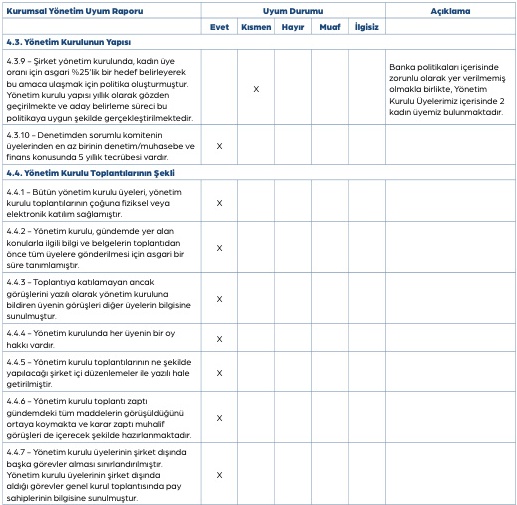 Kurumsal Yönetim Uyum Raporu Uyum Durumu Açıklama
Evet Kısmen Hayır Muaf İlgisiz
4.3. Yönetim Kurulunun Yapısı
4.3.9 - Şirket yönetim kurulunda, kadın üye
oranı için asgari %25'lik bir hedef belirleyerek
bu amaca ulaşmak için politika oluşturmuştur.
Yönetim kurulu yapısı yıllık olarak gözden
geçirilmekte ve aday belirleme süreci bu
politikaya uygun şekilde gerçekleştirilmektedir.
X
Banka politikaları içerisinde
zorunlu olarak yer verilmemiş
olmakla birlikte, Yönetim
Kurulu Üyelerimiz içerisinde 2
kadın üyemiz bulunmaktadır.
4.3.10 - Denetimden sorumlu komitenin
üyelerinden en az birinin denetim/muhasebe ve
finans konusunda 5 yıllık tecrübesi vardır.
X
4.4. Yönetim Kurulu Toplantılarının Şekli
4.4.1 - Bütün yönetim kurulu üyeleri, yönetim
kurulu toplantılarının çoğuna fiziksel veya
elektronik katılım sağlamıştır.
X
4.4.2 - Yönetim kurulu, gündemde yer alan
konularla ilgili bilgi ve belgelerin toplantıdan
önce tüm üyelere gönderilmesi için asgari bir
süre tanımlamıştır.
X
4.4.3 - Toplantıya katılamayan ancak
görüşlerini yazılı olarak yönetim kuruluna
bildiren üyenin görüşleri diğer üyelerin bilgisine
sunulmuştur.
X
4.4.4 - Yönetim kurulunda her üyenin bir oy
hakkı vardır.
X
4.4.5 - Yönetim kurulu toplantılarının ne şekilde
yapılacağı şirket içi düzenlemeler ile yazılı hale
getirilmiştir.
X
4.4.6 - Yönetim kurulu toplantı zaptı
gündemdeki tüm maddelerin görüşüldüğünü
ortaya koymakta ve karar zaptı muhalif
görüşleri de içerecek şekilde hazırlanmaktadır.
X
4.4.7 - Yönetim kurulu üyelerinin şirket dışında
başka görevler alması sınırlandırılmıştır.
Yönetim kurulu üyelerinin şirket dışında
aldığı görevler genel kurul toplantısında pay
sahiplerinin bilgisine sunulmuştur.
X